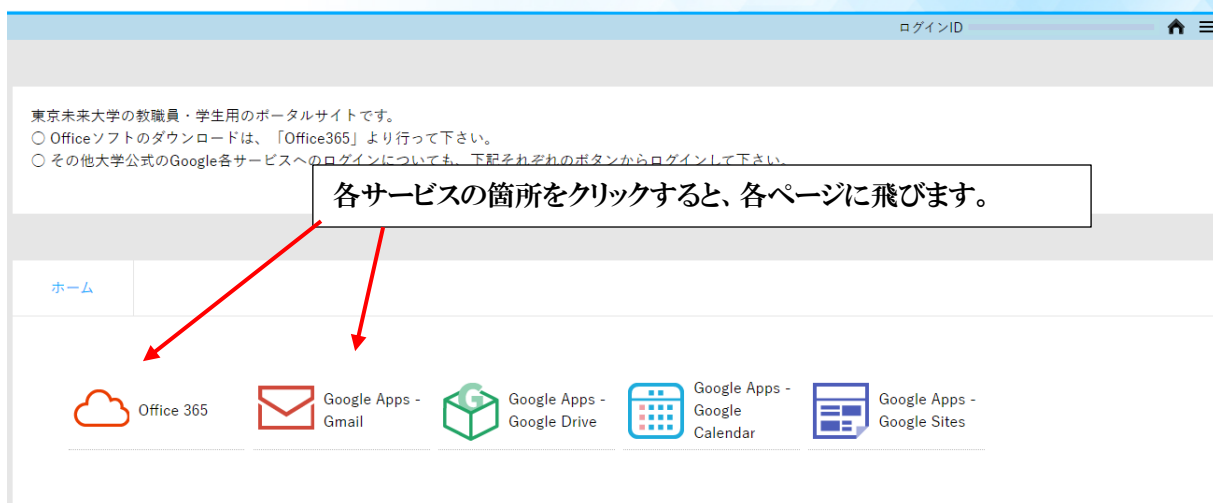 ログインID
東京未来大学の教職員・学生用のポータルサイトです。
○ Officeソフトのダウンロードは、「Office365」より行って下さい。
○ その他大学公式のGoogle各サービスへのログインについても、下記それぞれのボタンからログインして下さい。
各サービスの箇所をクリックすると、各ページに飛びます。
ホーム
Office 365
Google Apps -
Gmail
Google Apps -
Google Drive
Google Apps -
Google
Calendar
Google Apps -
Google Sites